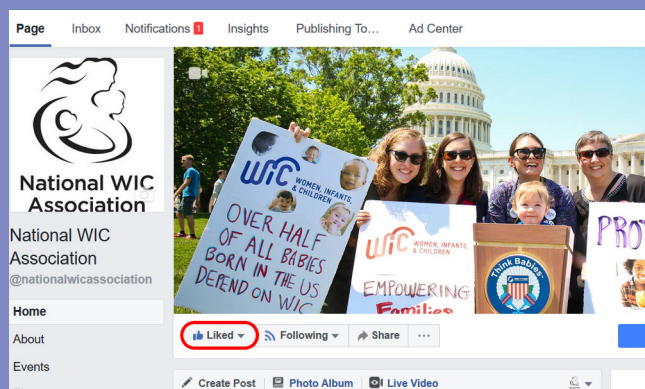 Page Inbox Notifications 1 Insights Publishing To... Ad Center
National WIC
Association
National WIC
Association
@nationalwicassociation
Home
About
Events
WIC WOMEN, INFANTS,
& CHILDREN
OVER HALF
OF ALL BABIES
BORN IN THE US
DEPEND ON WIC
WIC WOMEN, INFANTS,
& CHILDREN
EMPOWERING
Families
Think Babies
Liked Following Share ...
Create Post Photo Album Live Video